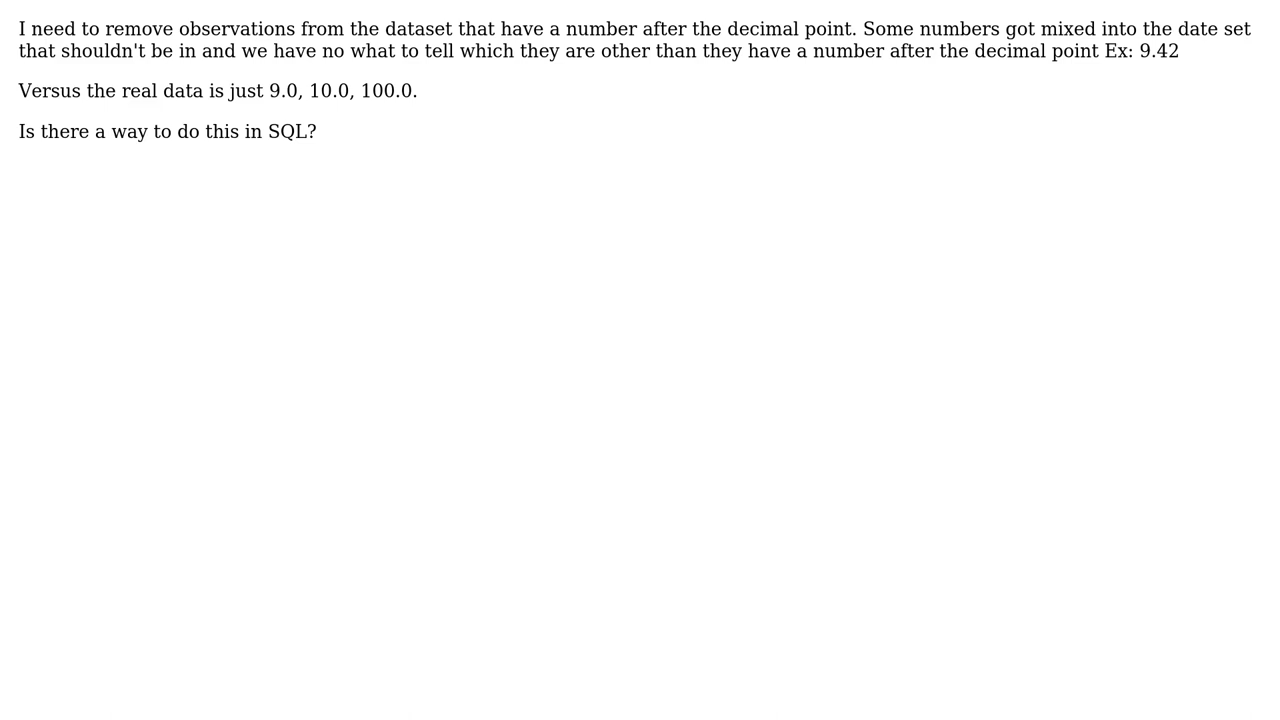 I need to remove observations from the dataset that have a number after the decimal point. Some numbers got mixed into the date set
that shouldn't be in and we have no what to tell which they are other than they have a number after the decimal point Ex: 9.42
Versus the real data is just 9.0, 10.0, 100.0.
Is there a way to do this in SQL?